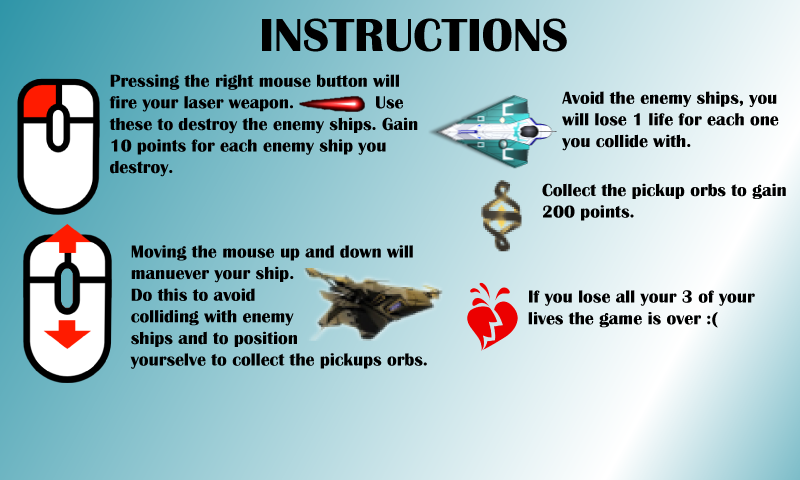 INSTRUCTIONS
Pressing the right mouse button will
fire your laser weapon. Use
these to destroy the enemy ships. Gain
10 points for each enemy ship you
destroy.
Avoid the enemy ships, you
will lose 1 life for each one
you collide with.
Collect the pickup orbs to gain
200 points.
Moving the mouse up and down will
manuever your ship.
Do this to avoid
colliding with enemy
ships and to position
yourselve to collect the pickups orbs.
If you lose all your 3 of your
lives the game is over :(